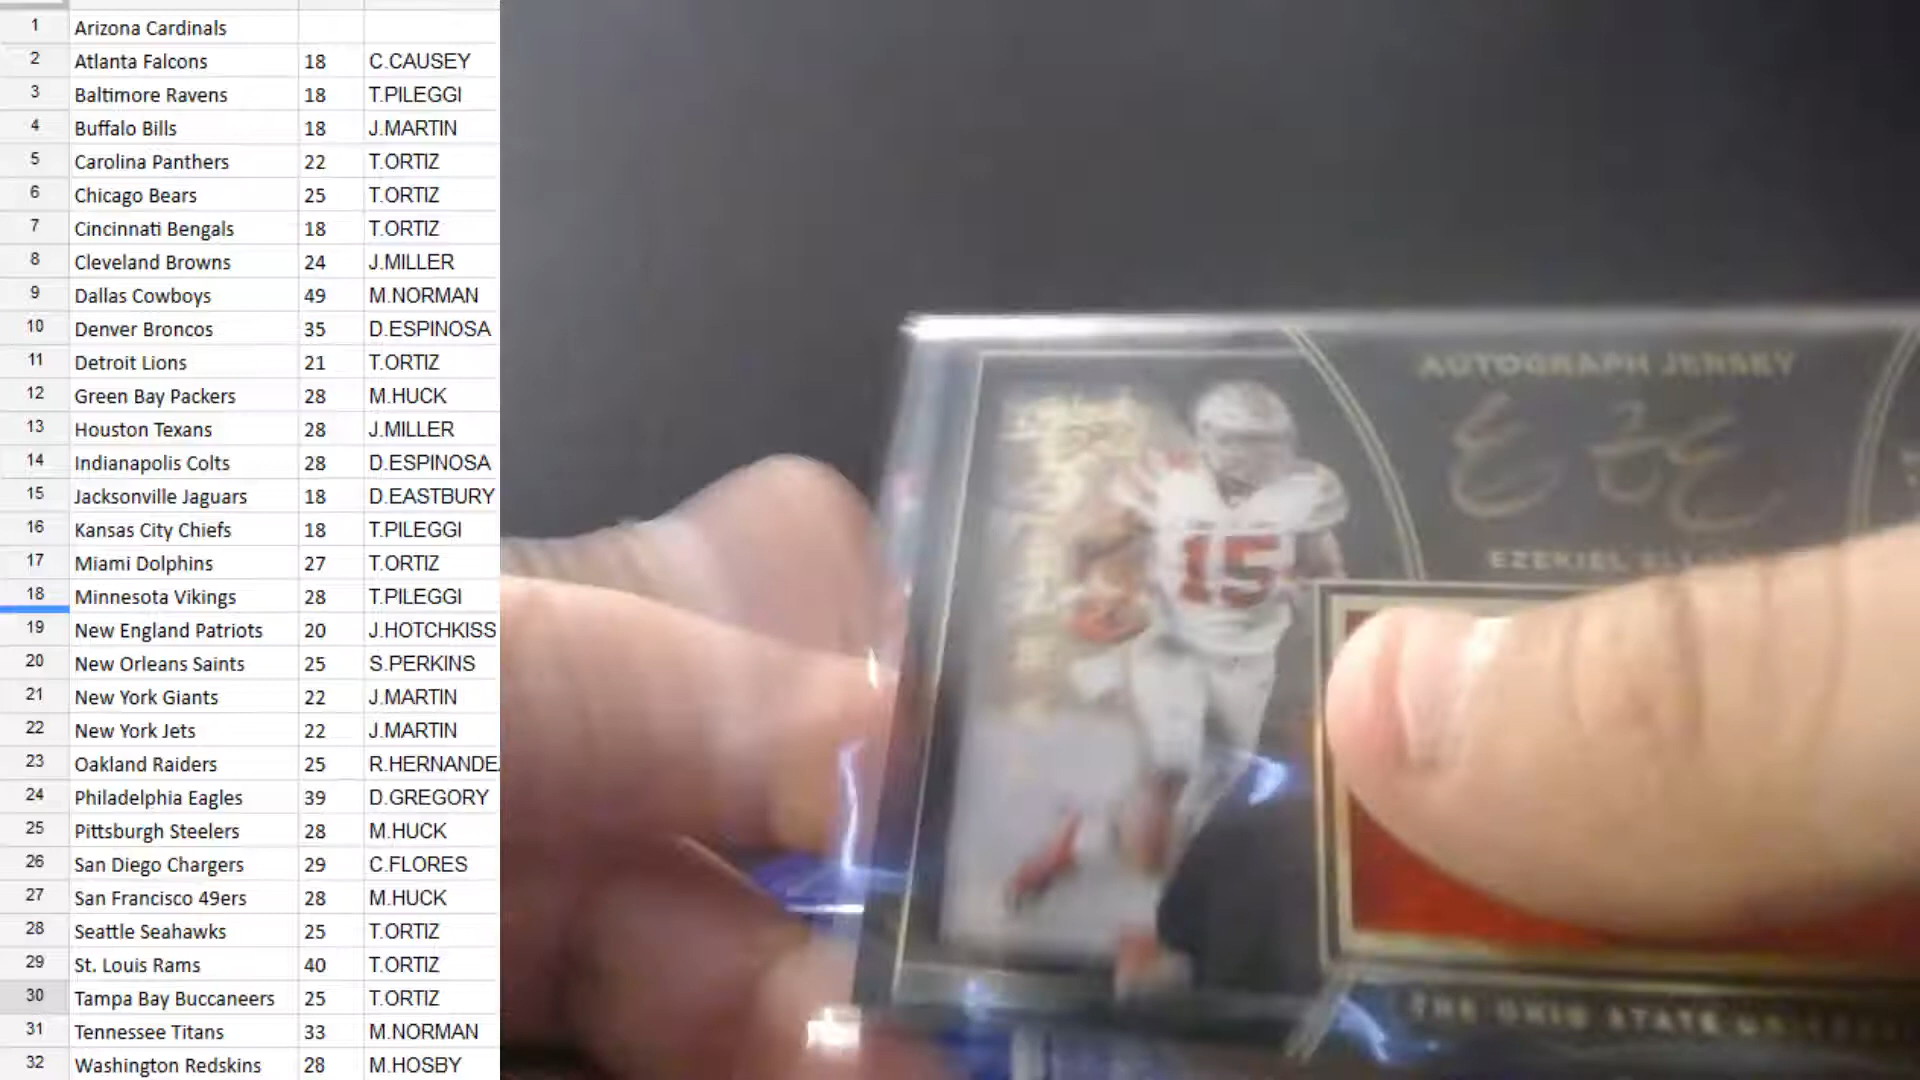 1 Arizona Cardinals
2 Atlanta Falcons 18 C.CAUSEY
3 Baltimore Ravens 18 T.PILEGGI
4 Buffalo Bills 18 J.MARTIN
5 Carolina Panthers 22 T.ORTIZ
6 Chicago Bears 25 T.ORTIZ
7 Cincinnati Bengals 18 T.ORTIZ
8 Cleveland Browns 24 J.MILLER
9 Dallas Cowboys 49 M.NORMAN
10 Denver Broncos 35 D.ESPINOSA
11 Detroit Lions 21 T.ORTIZ
12 Green Bay Packers 28 M.HUCK
13 Houston Texans 28 J.MILLER
14 Indianapolis Colts 28 D.ESPINOSA
15 Jacksonville Jaguars 18 D.EASTBURY
16 Kansas City Chiefs 18 T.PILEGGI
17 Miami Dolphins 27 T.ORTIZ
18 Minnesota Vikings 28 T.PILEGGI
19 New England Patriots 20 J.HOTCHKISS
20 New Orleans Saints 25 S.PERKINS
21 New York Giants 22 J.MARTIN
22 New York Jets 22 J.MARTIN
23 Oakland Raiders 25 R.HERNANDE
24 Philadelphia Eagles 39 D.GREGORY
25 Pittsburgh Steelers 28 M.HUCK
26 San Diego Chargers 29 C.FLORES
27 San Francisco 49ers 28 M.HUCK
28 Seattle Seahawks 25 T.ORTIZ
29 St. Louis Rams 40 T.ORTIZ
30 Tampa Bay Buccaneers 25 T.ORTIZ
31 Tennessee Titans 33 M.NORMAN
32 Washington Redskins 28 M.HOSBY
AUTOGRAPH JERSEY
EZEKIEL
15
THE OHIO STATE